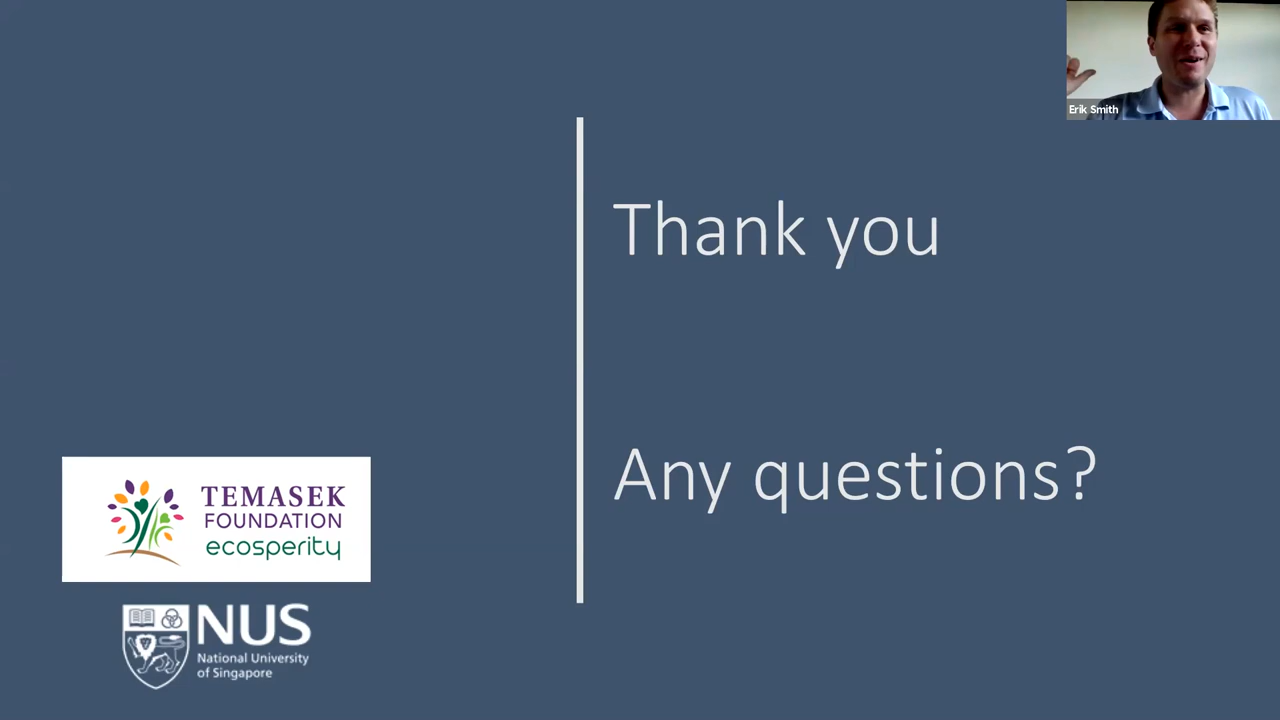 Erik Smith
Thank you
Any questions?
TEMASEK
FOUNDATION
ecosperity
NUS
National University
of Singapore